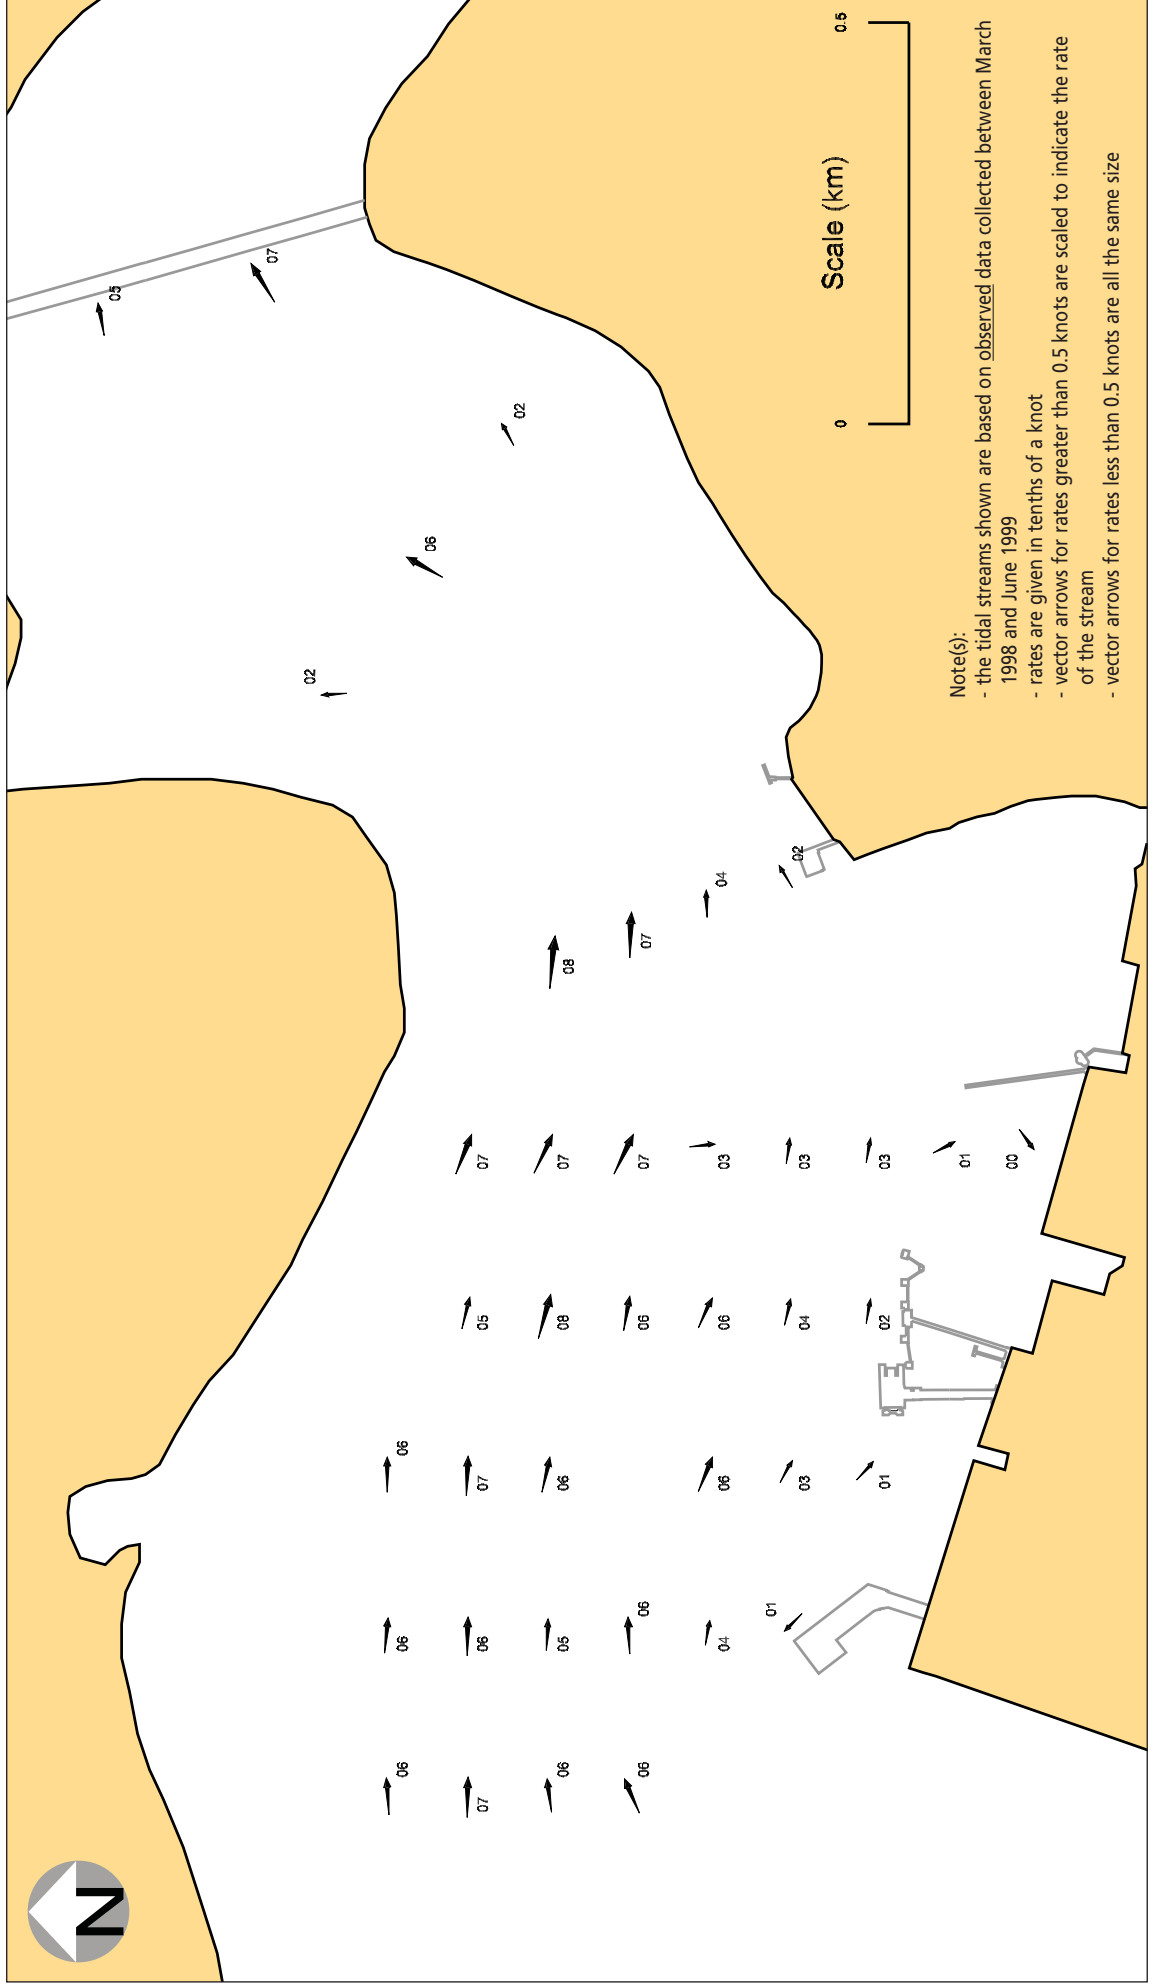 N
05
07
02
06 06 06
06
07 06 07 05 07
02
06 05 06 08 07 08
06 06 06 07 07
04 06 06 03 04
01
03 04 03 02
Scale (km)
0 0.5
01 02 03
01
00
Note(s):
- the tidal streams shown are based on observed data collected between March
1998 and June 1999
- rates are given in tenths of a knot
- vector arrows for rates greater than 0.5 knots are scaled to indicate the rate
of the stream
- vector arrows for rates less than 0.5 knots are all the same size